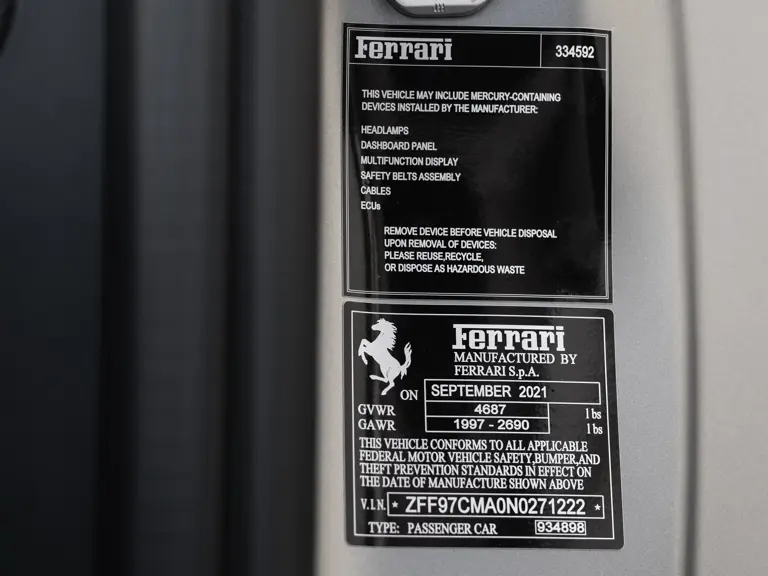 Ferrari 334592
THIS VEHICLE MAY INCLUDE MERCURY-CONTAINING
DEVICES INSTALLED BY THE MANUFACTURER:
HEADLAMPS
DASHBOARD PANEL
MULTIFUNCTION DISPLAY
SAFETY BELTS ASSEMBLY
CABLES
ECUs
REMOVE DEVICE BEFORE VEHICLE DISPOSAL
UPON REMOVAL OF DEVICES:
PLEASE REUSE,RECYCLE,
OR DISPOSE AS HAZARDOUS WASTE
Ferrari
MANUFACTURED BY
FERRARI S.p.A.
ON SEPTEMBER 2021
GVWR 4687 lbs
GAWR 1997 - 2690 lbs
THIS VEHICLE CONFORMS TO ALL APPLICABLE
FEDERAL MOTOR VEHICLE SAFETY,BUMPER,AND
THEFT PREVENTION STANDARDS IN EFFECT ON
THE DATE OF MANUFACTURE SHOWN ABOVE
V.I.N. * ZFF97CMA0N0271222 *
TYPE: PASSENGER CAR 934898